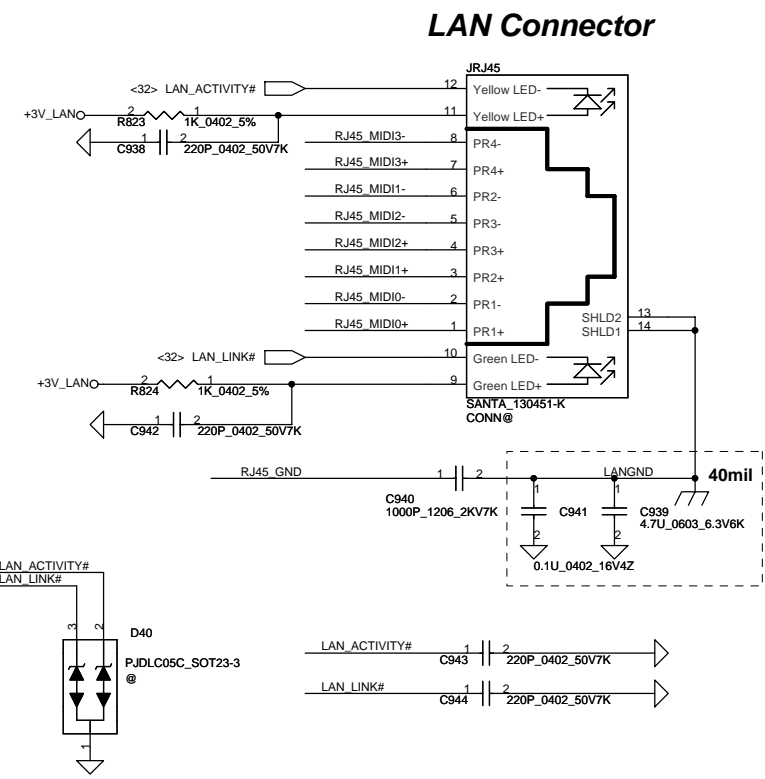 LAN Connector
JRJ45
<32> LAN_ACTIVITY#
12 Yellow LED-
+3V_LAN
2 1
R823 1K_0402_5%
11 Yellow LED+
1 2
C938 220P_0402_50V7K
RJ45_MIDI3- 8 PR4-
RJ45_MIDI3+ 7 PR4+
RJ45_MIDI1- 6 PR2-
RJ45_MIDI2- 5 PR3-
RJ45_MIDI2+ 4 PR3+
RJ45_MIDI1+ 3 PR2+
RJ45_MIDI0- 2 PR1-
RJ45_MIDI0+ 1 PR1+
SHLD2 13
SHLD1 14
<32> LAN_LINK#
10 Green LED-
+3V_LAN
2 1
R824 1K_0402_5%
9 Green LED+
SANTA_130451-K
CONN@
1 2
C942 220P_0402_50V7K
RJ45_GND 1 2 LANGND 40mil
C940
1000P_1206_2KV7K
1 2
C941
0.1U_0402_16V4Z
1 2
C939
4.7U_0603_6.3V6K
LAN_ACTIVITY#
LAN_LINK#
3 2
D40
PJDLC05C_SOT23-3
@
1
LAN_ACTIVITY# 1 2
C943 220P_0402_50V7K
LAN_LINK# 1 2
C944 220P_0402_50V7K